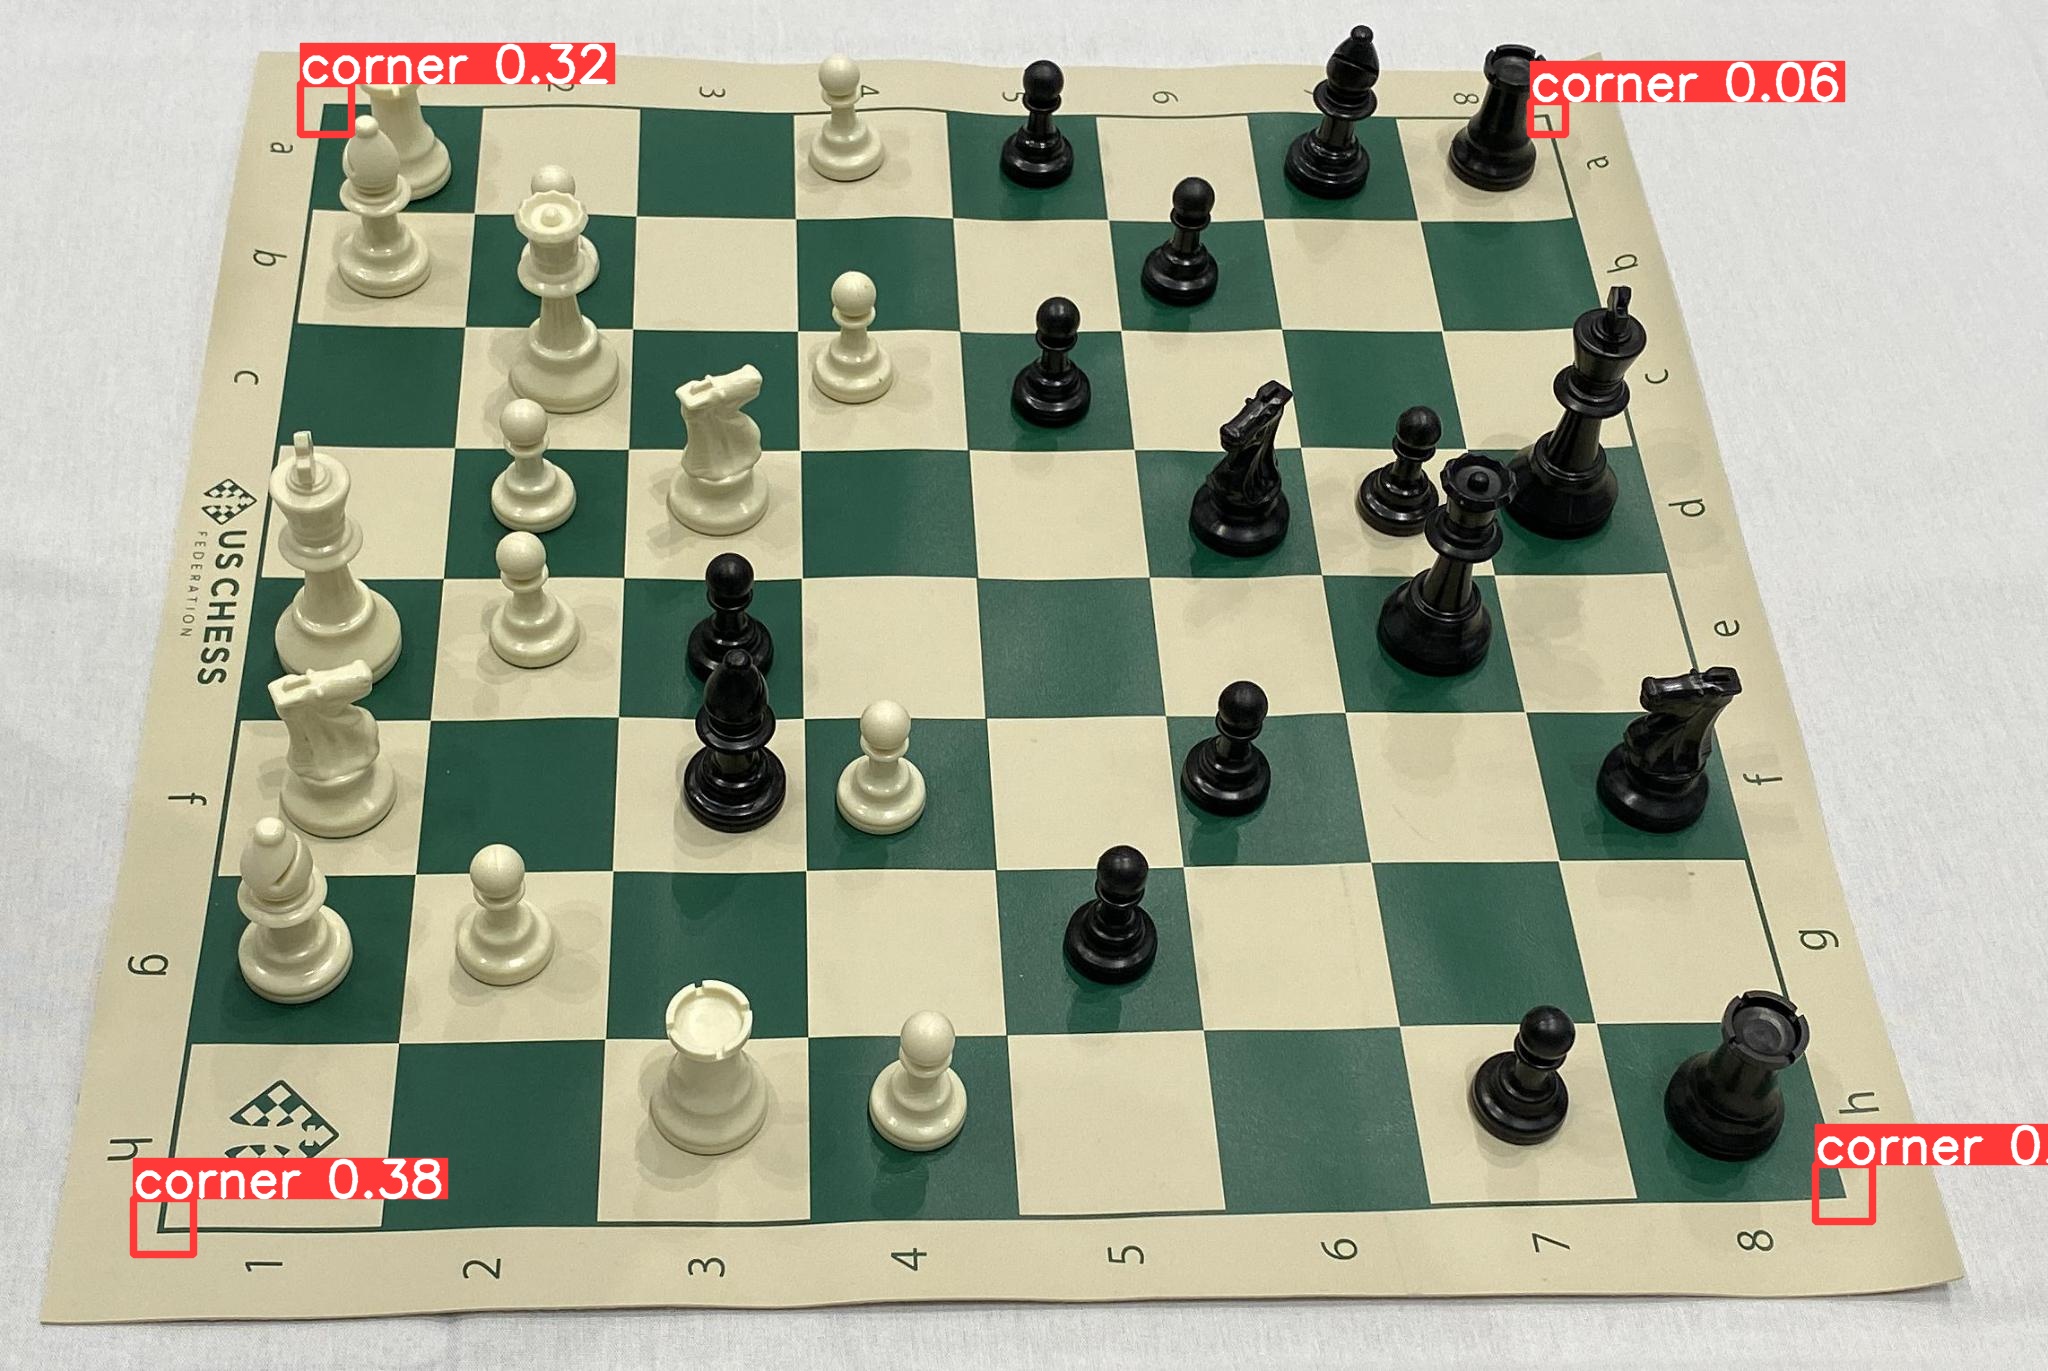 corner 0.32
corner 0.06
2 3 4 5 6 7 8
a a
b b
c c
d
US CHESS
FEDERATION
e
f f
g g
h h
corner 0.38
corner 0.
1 2 3 4 5 6 7 8